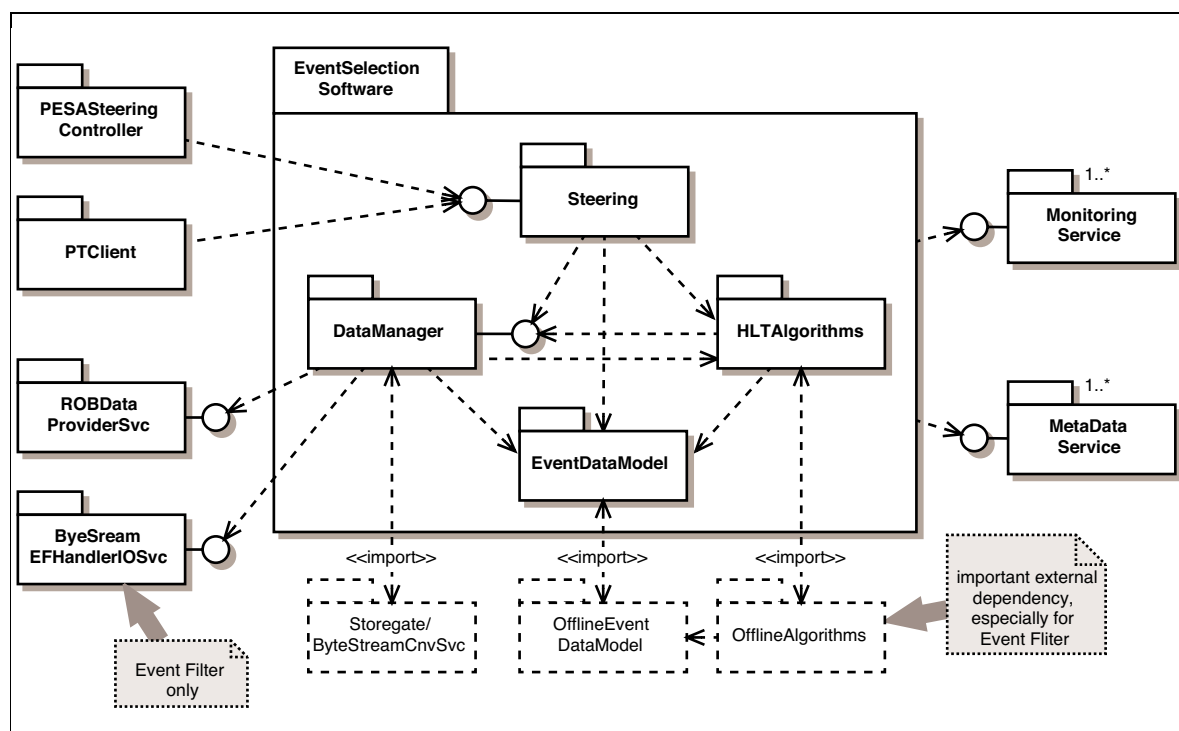 EventSelection
Software
PESASteering
Controller
Steering
1..*
Monitoring
Service
PTClient
DataManager
HLTAlgorithms
ROBData
ProviderSvc
1..*
MetaData
Service
EventDataModel
ByeSream
EFHandlerIOSvc
<<import>>
<<import>>
<<import>>
important external
dependency,
especially for
Event Fliter
Storegate/
ByteStreamCnvSvc
OfflineEvent
DataModel
OfflineAlgorithms
Event Filter
only